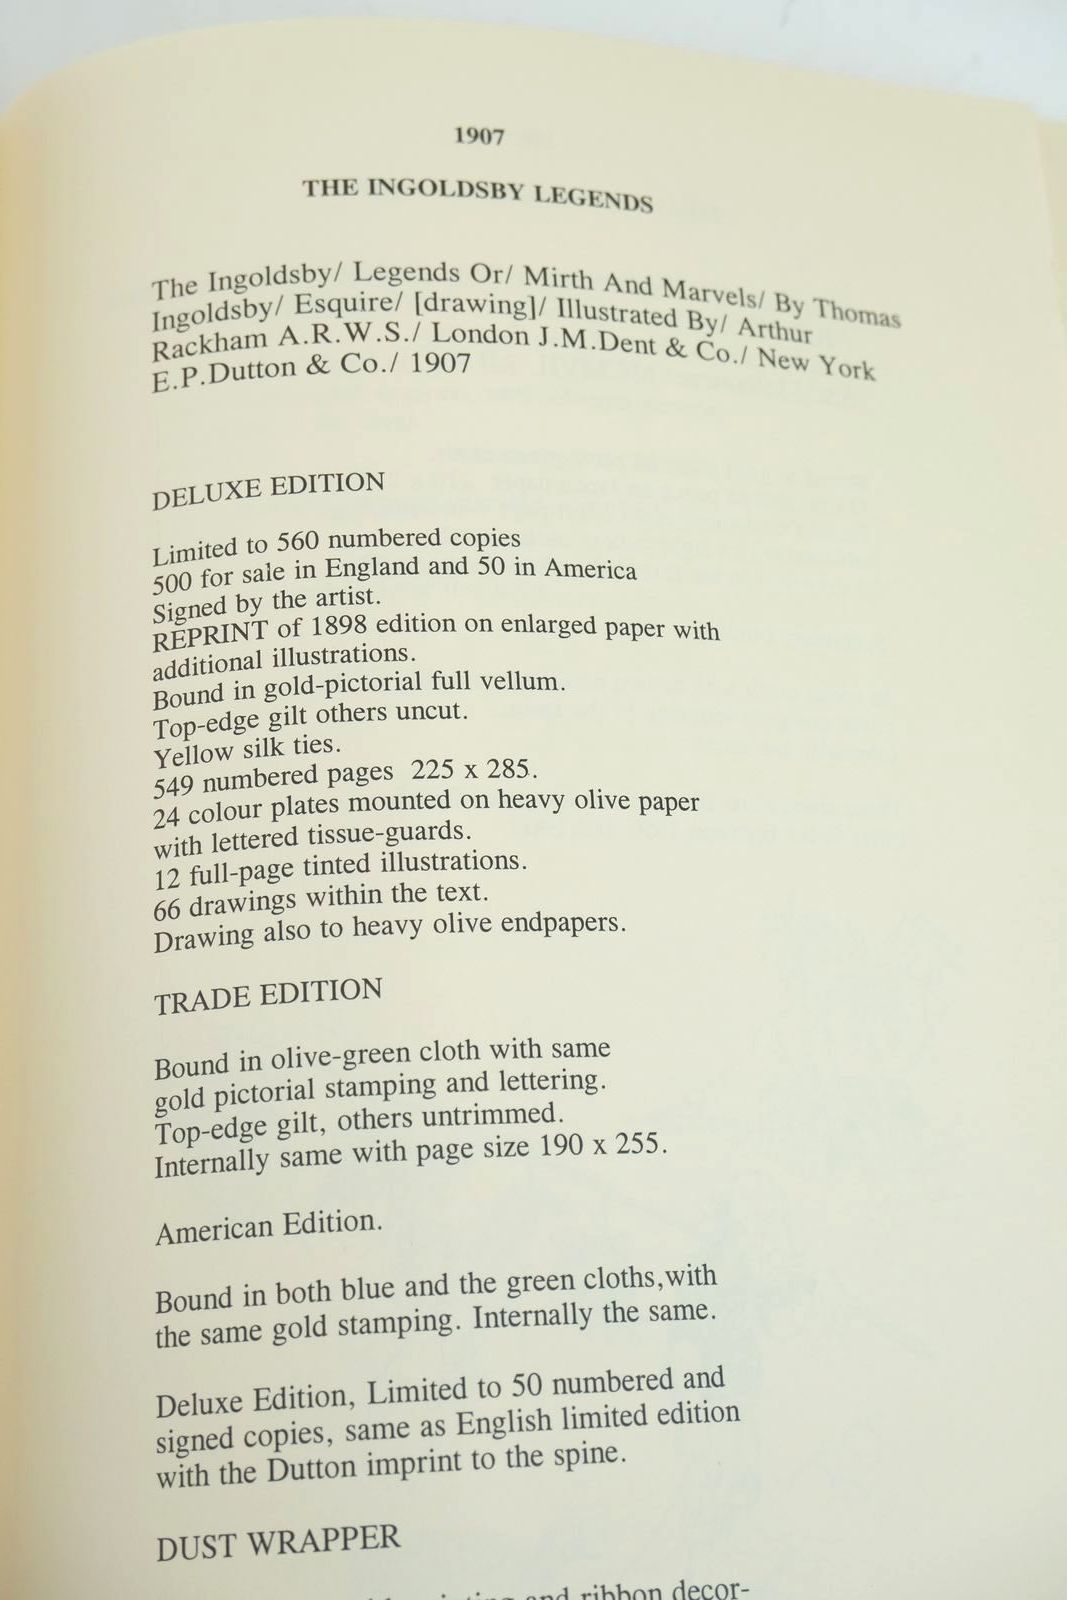 1907
THE INGOLDSBY LEGENDS
The Ingoldsby/ Legends Or/ Mirth And Marvels/ By Thomas
Ingoldsby/ Esquire/ [drawing]/ Illustrated By/ Arthur
Rackham A.R.W.S./ London J.M.Dent & Co./ New York
E.P.Dutton & Co./ 1907
DELUXE EDITION
Limited to 560 numbered copies
500 for sale in England and 50 in America
Signed by the artist.
REPRINT of 1898 edition on enlarged paper with
additional illustrations.
Bound in gold-pictorial full vellum.
Top-edge gilt others uncut.
Yellow silk ties.
549 numbered pages 225 x 285.
24 colour plates mounted on heavy olive paper
with lettered tissue-guards.
12 full-page tinted illustrations.
66 drawings within the text.
Drawing also to heavy olive endpapers.
TRADE EDITION
Bound in olive-green cloth with same
gold pictorial stamping and lettering.
Top-edge gilt, others untrimmed.
Internally same with page size 190 x 255.
American Edition.
Bound in both blue and the green cloths,with
the same gold stamping. Internally the same.
Deluxe Edition, Limited to 50 numbered and
signed copies, same as English limited edition
with the Dutton imprint to the spine.
DUST WRAPPER
and ribbon decor-